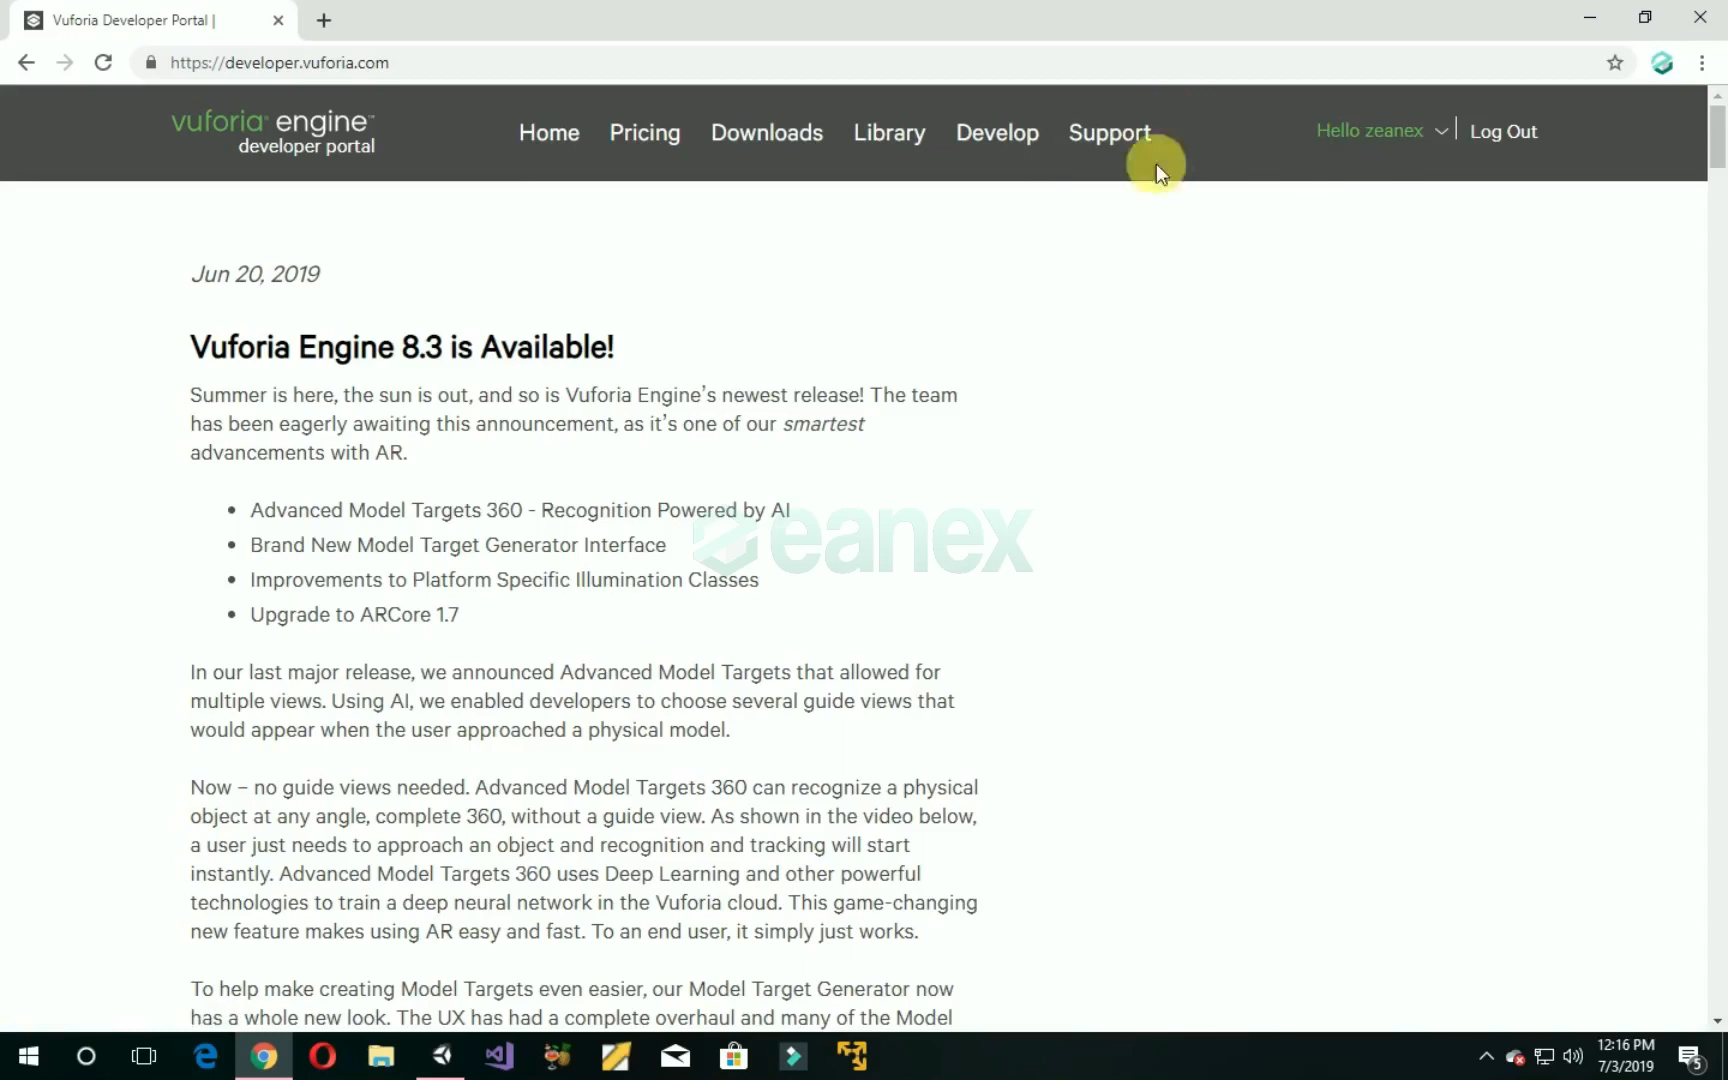 Vuforia Developer Portal |
https://developer.vuforia.com
vuforia® engine™
developer portal
Home Pricing Downloads Library Develop Support
Hello zeanex
Log Out
Jun 20, 2019
Vuforia Engine 8.3 is Available!
Summer is here, the sun is out, and so is Vuforia Engine’s newest release! The team
has been eagerly awaiting this announcement, as it’s one of our smartest
advancements with AR.
• Advanced Model Targets 360 - Recognition Powered by AI
• Brand New Model Target Generator Interface
• Improvements to Platform Specific Illumination Classes
• Upgrade to ARCore 1.7
eanex
In our last major release, we announced Advanced Model Targets that allowed for
multiple views. Using AI, we enabled developers to choose several guide views that
would appear when the user approached a physical model.
Now – no guide views needed. Advanced Model Targets 360 can recognize a physical
object at any angle, complete 360, without a guide view. As shown in the video below,
a user just needs to approach an object and recognition and tracking will start
instantly. Advanced Model Targets 360 uses Deep Learning and other powerful
technologies to train a deep neural network in the Vuforia cloud. This game-changing
new feature makes using AR easy and fast. To an end user, it simply just works.
To help make creating Model Targets even easier, our Model Target Generator now
has a whole new look. The UX has had a complete overhaul and many of the Model
12:16 PM
7/3/2019
5